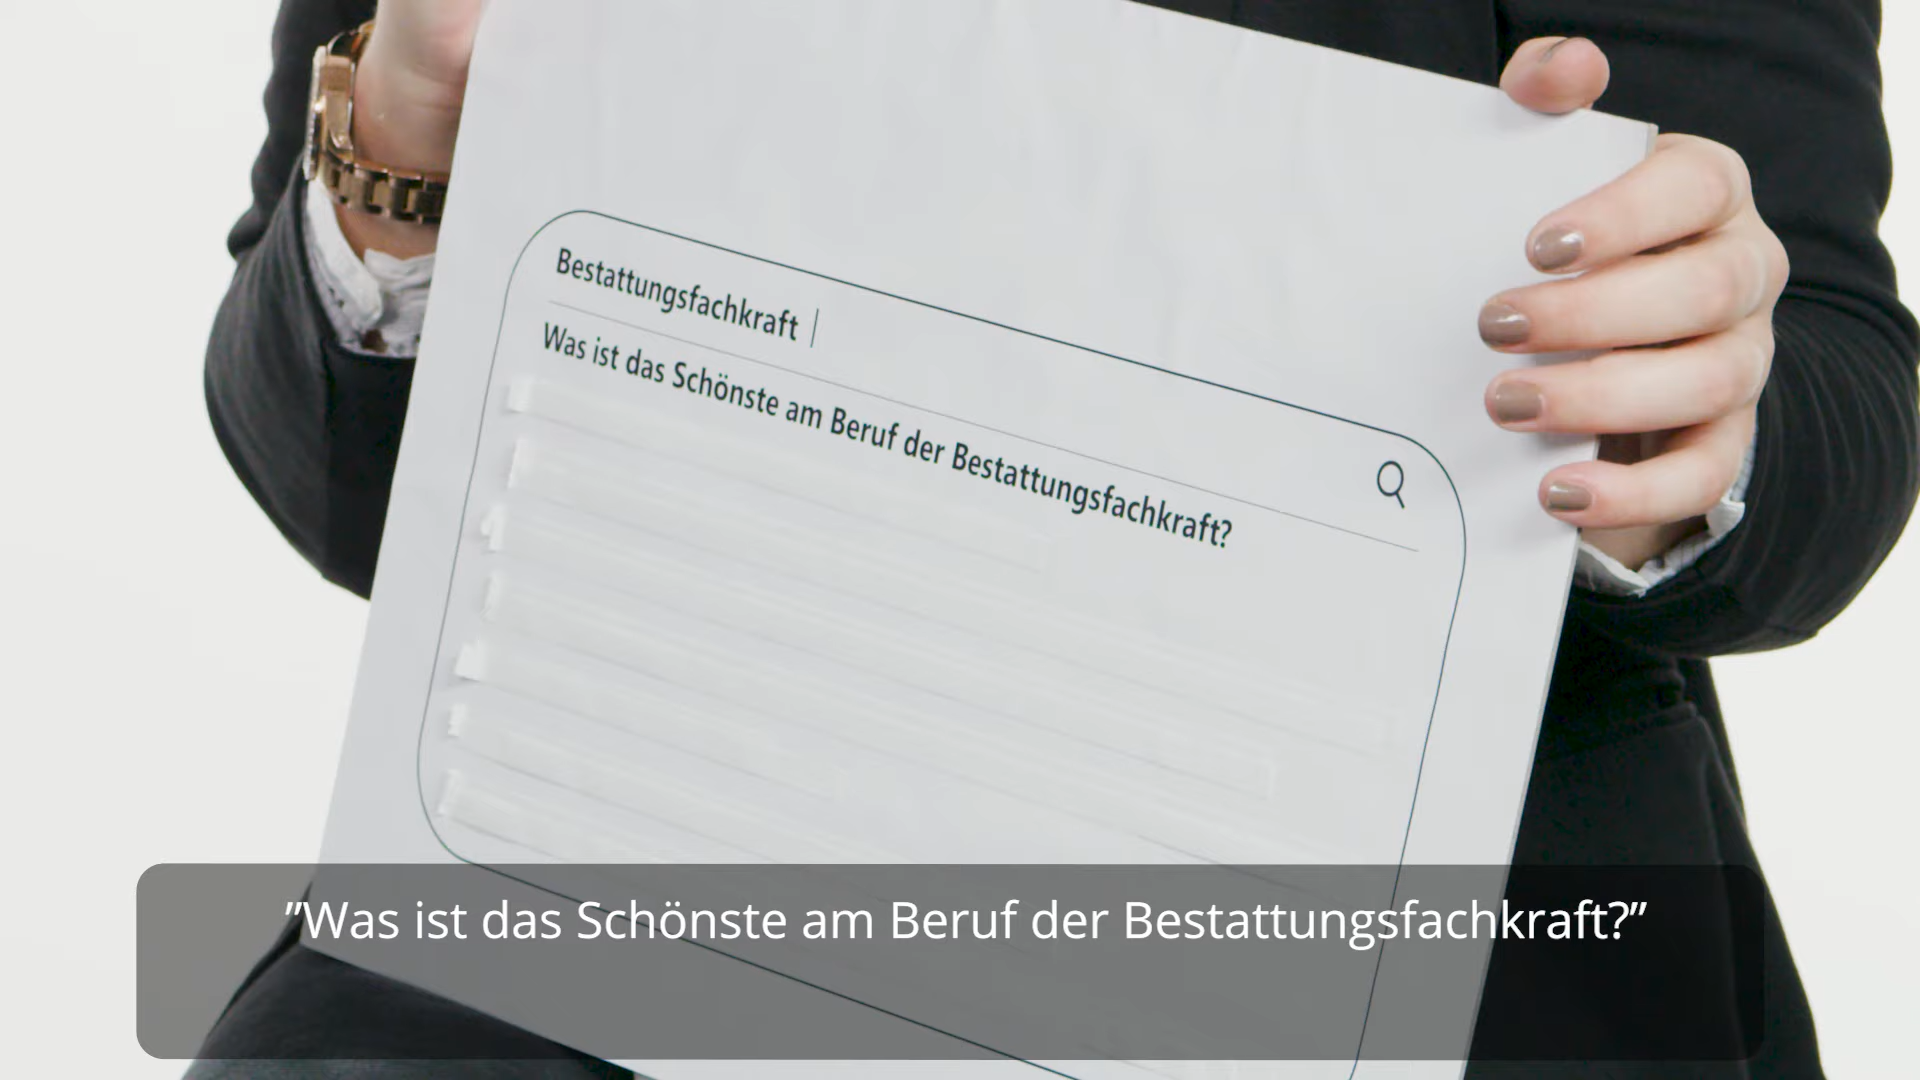 Bestattungsfachkraft
Was ist das Schönste am Beruf der Bestattungsfachkraft?
”Was ist das Schönste am Beruf der Bestattungsfachkraft?”